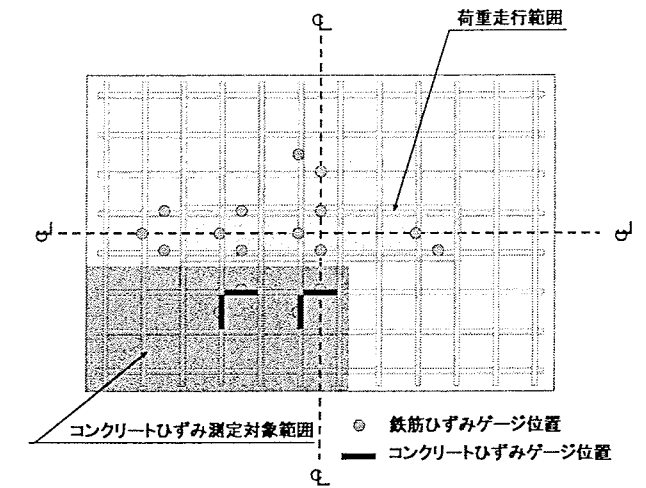 ℄
荷重走行範囲
℄
℄
コンクリートひずみ測定対象範囲
鉄筋ひずみゲージ位置
コンクリートひずみゲージ位置
℄